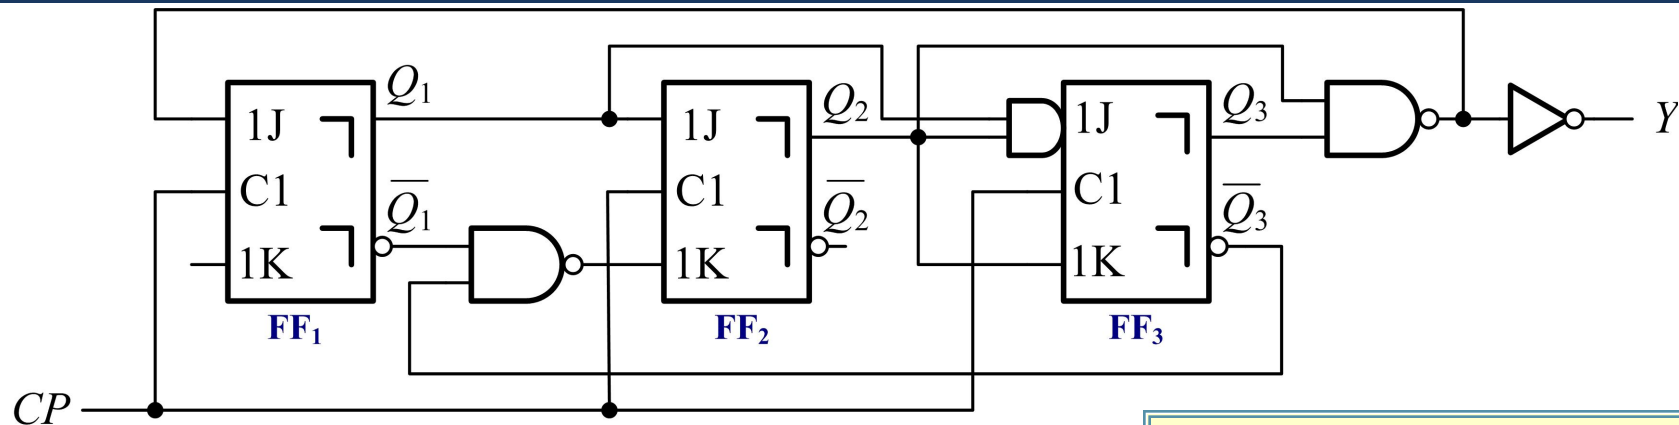 Q₁ Q₂ Q₃
1J 1J 1J Y
C1 C1 C1
Q̅₁ Q̅₂ Q̅₃
1K 1K 1K
FF₁ FF₂ FF₃
CP